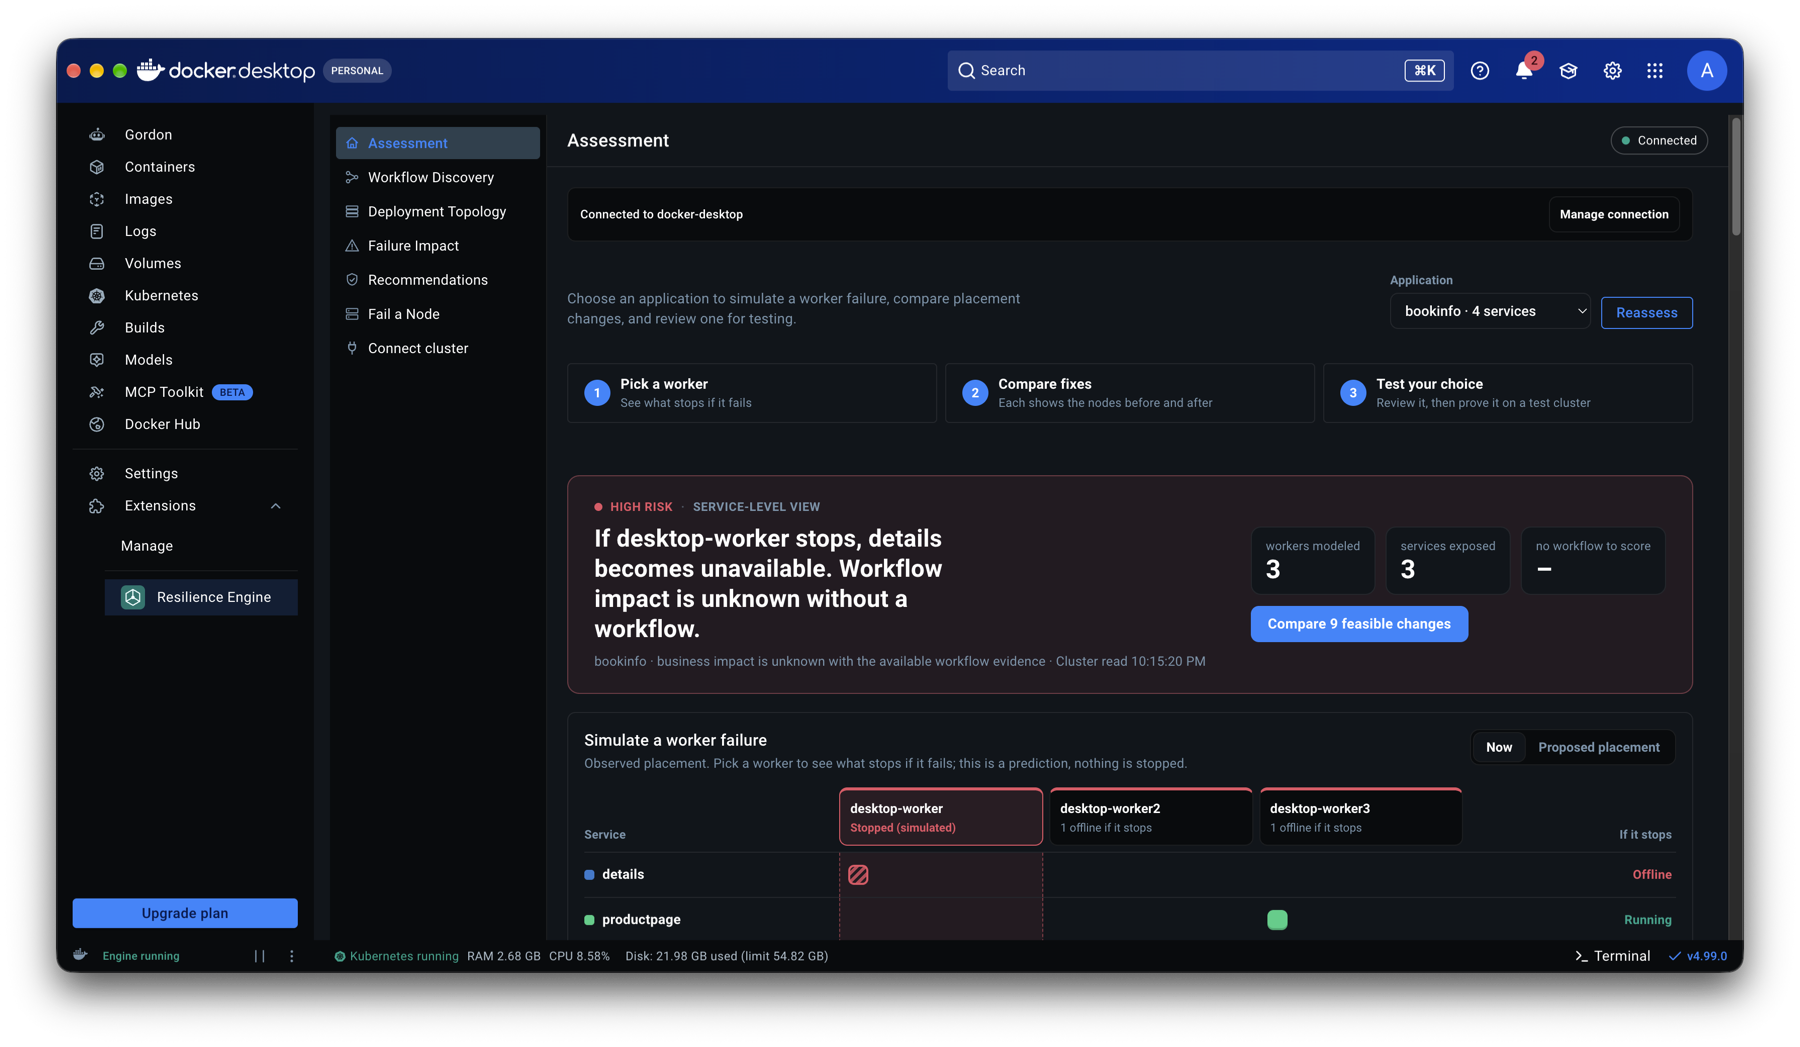 docker.desktop PERSONAL
Search
⌘K
2
A
Gordon
Containers
Images
Logs
Volumes
Kubernetes
Builds
Models
MCP Toolkit BETA
Docker Hub
Settings
Extensions
Manage
Resilience Engine
Upgrade plan
Assessment
Workflow Discovery
Deployment Topology
Failure Impact
Recommendations
Fail a Node
Connect cluster
Assessment
Connected
Connected to docker-desktop
Manage connection
Choose an application to simulate a worker failure, compare placement
changes, and review one for testing.
Application
bookinfo · 4 services
Reassess
1 Pick a worker
See what stops if it fails
2 Compare fixes
Each shows the nodes before and after
3 Test your choice
Review it, then prove it on a test cluster
HIGH RISK · SERVICE-LEVEL VIEW
If desktop-worker stops, details
becomes unavailable. Workflow
impact is unknown without a
workflow.
bookinfo · business impact is unknown with the available workflow evidence · Cluster read 10:15:20 PM
workers modeled
3
services exposed
3
no workflow to score
–
Compare 9 feasible changes
Simulate a worker failure
Observed placement. Pick a worker to see what stops if it fails; this is a prediction, nothing is stopped.
Now
Proposed placement
Service
desktop-worker
Stopped (simulated)
desktop-worker2
1 offline if it stops
desktop-worker3
1 offline if it stops
If it stops
details
Offline
productpage
Running
Engine running
Kubernetes running RAM 2.68 GB CPU 8.58% Disk: 21.98 GB used (limit 54.82 GB)
Terminal
v4.99.0